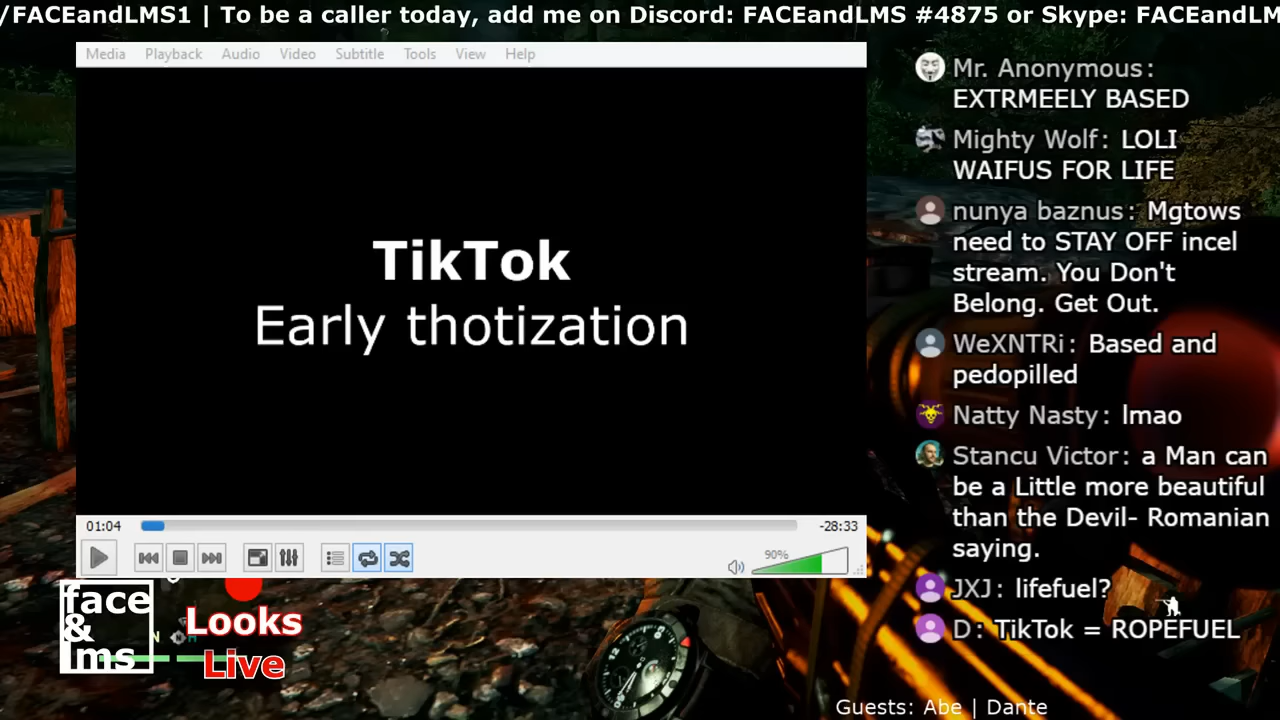 /FACEandLMS1 | To be a caller today, add me on Discord: FACEandLMS #4875 or Skype: FACEandLM
Media Playback Audio Video Subtitle Tools View Help
TikTok
Early thotization
01:04
-28:33
90%
face
&
lms
N
Looks
Live
Mr. Anonymous:
EXTRMEELY BASED
Mighty Wolf: LOLI
WAIFUS FOR LIFE
nunya baznus: Mgtows
need to STAY OFF incel
stream. You Don't
Belong. Get Out.
WeXNTRi: Based and
pedopilled
Natty Nasty: lmao
Stancu Victor: a Man can
be a Little more beautiful
than the Devil- Romanian
saying.
JXJ: lifefuel?
D: TikTok = ROPEFUEL
Guests: Abe | Dante